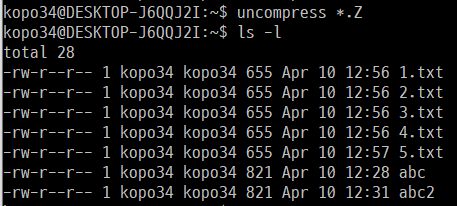 kopo34@DESKTOP-J6QQJ2I:~$ uncompress *.Z
kopo34@DESKTOP-J6QQJ2I:~$ ls -l
total 28
-rw-r--r-- 1 kopo34 kopo34 655 Apr 10 12:56 1.txt
-rw-r--r-- 1 kopo34 kopo34 655 Apr 10 12:56 2.txt
-rw-r--r-- 1 kopo34 kopo34 655 Apr 10 12:56 3.txt
-rw-r--r-- 1 kopo34 kopo34 655 Apr 10 12:56 4.txt
-rw-r--r-- 1 kopo34 kopo34 655 Apr 10 12:57 5.txt
-rw-r--r-- 1 kopo34 kopo34 821 Apr 10 12:28 abc
-rw-r--r-- 1 kopo34 kopo34 821 Apr 10 12:31 abc2